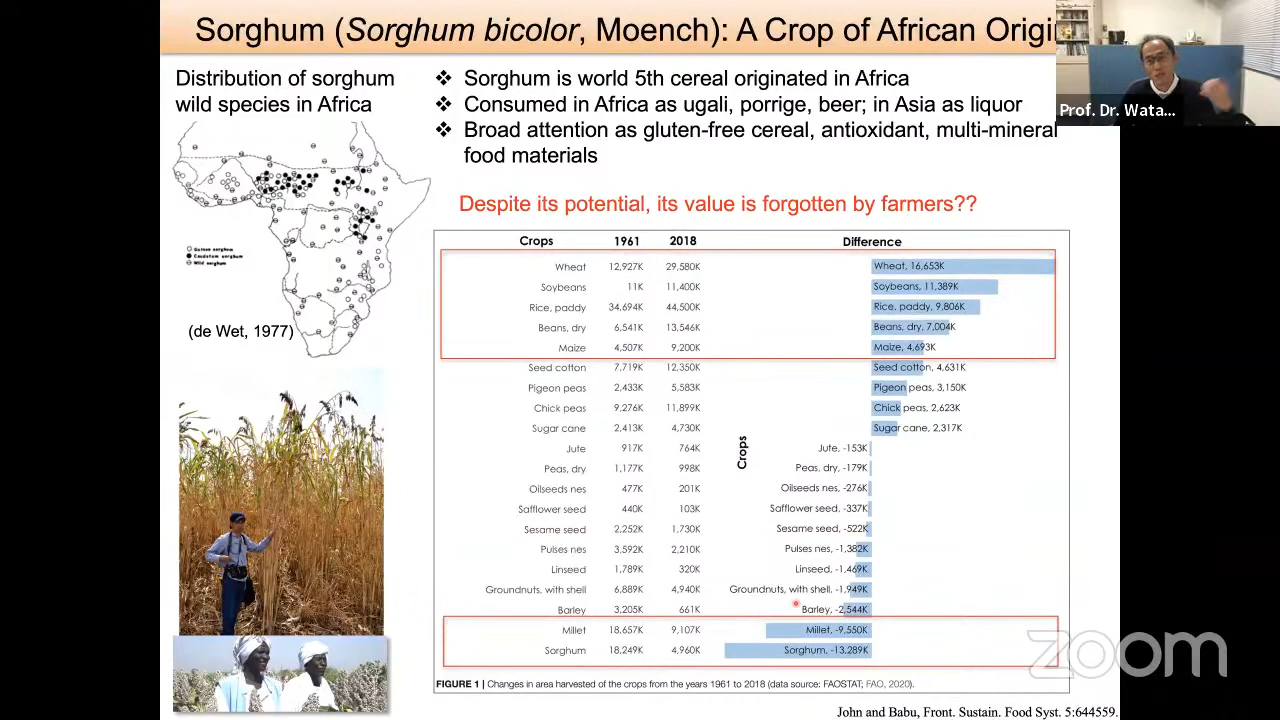 Sorghum (Sorghum bicolor, Moench): A Crop of African Origi
Distribution of sorghum
wild species in Africa
❖ Sorghum is world 5th cereal originated in Africa
❖ Consumed in Africa as ugali, porrige, beer; in Asia as liquor
❖ Broad attention as gluten-free cereal, antioxidant, multi-mineral
food materials
Prof. Dr. Wata...
Guinea sorghum
Caudatum sorghum
Wild sorghum
(de Wet, 1977)
Despite its potential, its value is forgotten by farmers??
Crops 1961 2018 Difference
Wheat 12,927K 29,580K Wheat, 16,653K
Soybeans 11K 11,400K Soybeans, 11,389K
Rice, paddy 34,694K 44,500K Rice, paddy, 9,806K
Beans, dry 6,541K 13,546K Beans, dry, 7,004K
Maize 4,507K 9,200K Maize, 4,693K
Seed cotton 7,719K 12,350K Seed cotton, 4,631K
Pigeon peas 2,433K 5,583K Pigeon peas, 3,150K
Chick peas 9,276K 11,899K Chick peas, 2,623K
Sugar cane 2,413K 4,730K Sugar cane, 2,317K
Crops
Jute 917K 764K Jute, -153K
Peas, dry 1,177K 998K Peas, dry, -179K
Oilseeds nes 477K 201K Oilseeds nes, -276K
Safflower seed 440K 103K Safflower seed, -337K
Sesame seed 2,252K 1,730K Sesame seed, -522K
Pulses nes 3,592K 2,210K Pulses nes, -1,382K
Linseed 1,789K 320K Linseed, -1,469K
Groundnuts, with shell 6,889K 4,940K Groundnuts, with shell, -1,949K
Barley 3,205K 661K Barley, -2,544K
Millet 18,657K 9,107K Millet, -9,550K
Sorghum 18,249K 4,960K Sorghum, -13,289K
FIGURE 1 | Changes in area harvested of the crops from the years 1961 to 2018 (data source: FAOSTAT; FAO, 2020).
zoom
John and Babu, Front. Sustain. Food Syst. 5:644559.